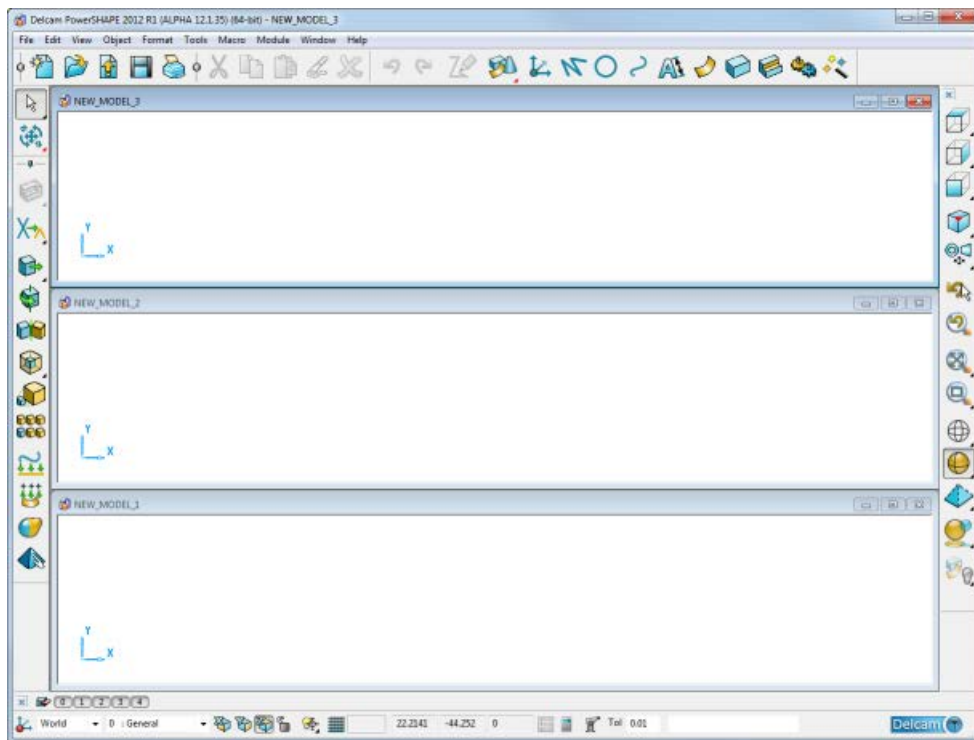 Delcam PowerSHAPE 2012 R1 (ALPHA 12.1.35) (64-bit) - NEW_MODEL_3
File Edit View Object Format Tools Macro Module Window Help
NEW_MODEL_3
Y
X
NEW_MODEL_2
Y
X
NEW_MODEL_1
Y
X
0 1 2 3 4
World 0 : General 22.2141 -44.252 0 Tol 0.01 Delcam